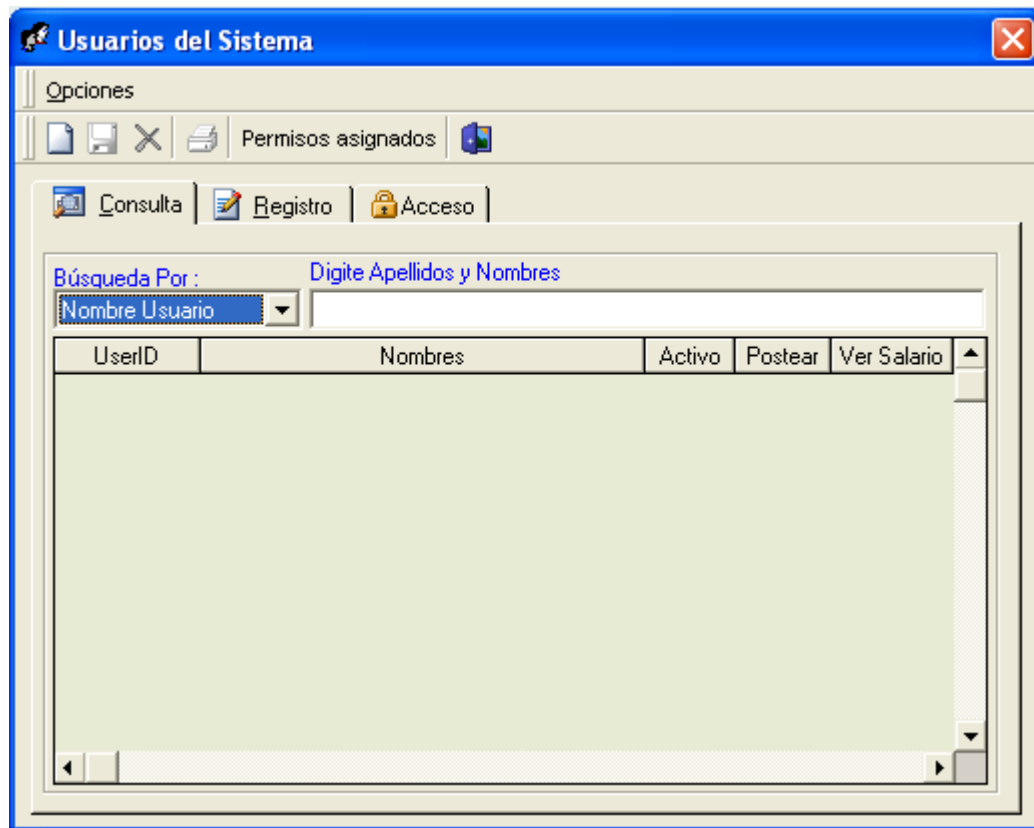 Usuarios del Sistema
Opciones
Permisos asignados
Consulta Registro Acceso
Búsqueda Por : Digite Apellidos y Nombres
Nombre Usuario
UserID Nombres Activo Postear Ver Salario